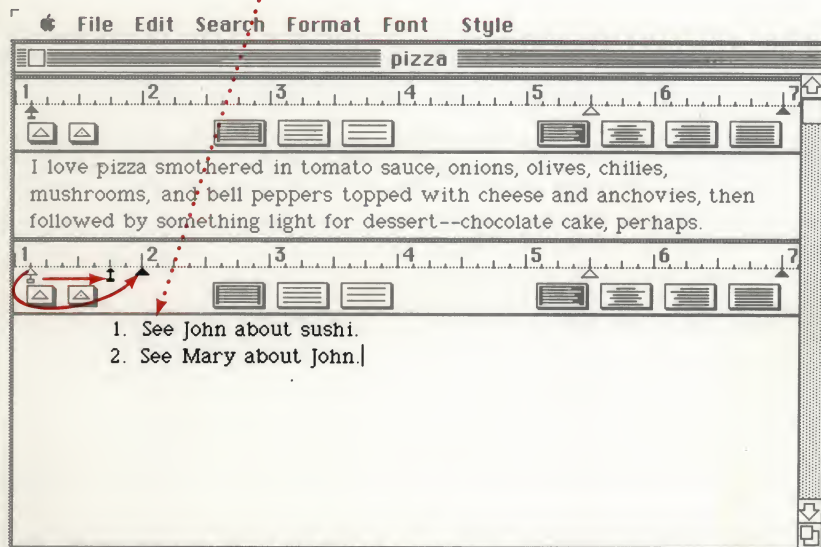 File Edit Search Format Font Style
pizza
1 2 3 4 5 6 7
I love pizza smothered in tomato sauce, onions, olives, chilies,
mushrooms, and bell peppers topped with cheese and anchovies, then
followed by something light for dessert--chocolate cake, perhaps.
1 2 3 4 5 6 7
1. See John about sushi.
2. See Mary about John.